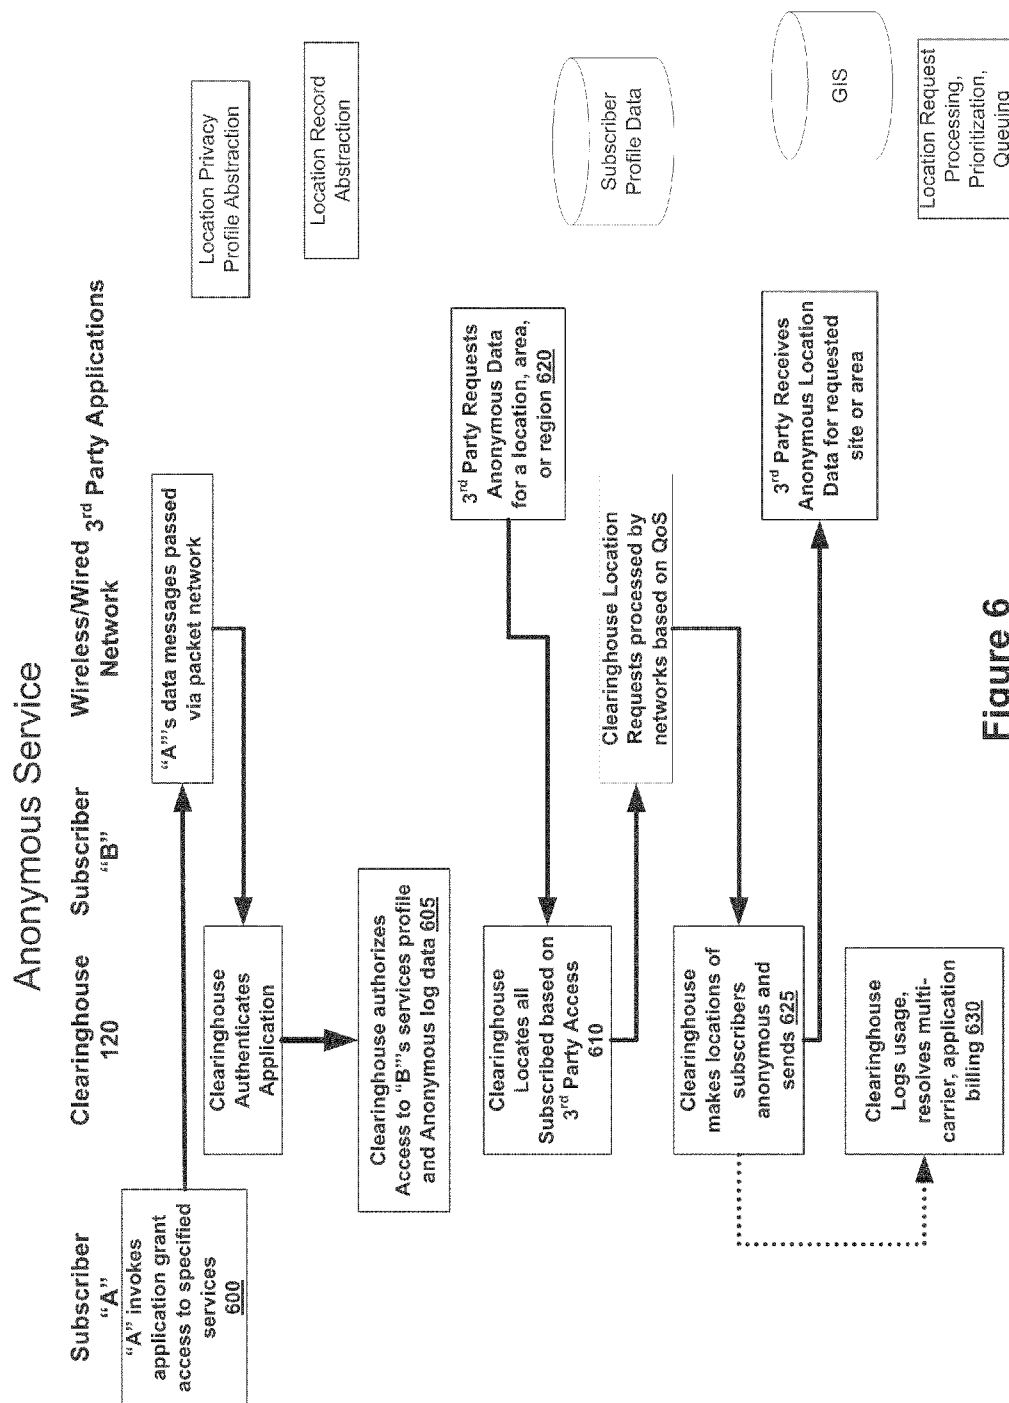 Anonymous Service
Subscriber
“A”
Clearinghouse
120
Subscriber
“B”
Wireless/Wired
Network
3rd Party Applications
“A” invokes
application grant
access to specified
services
600
“A”’s data messages passed
via packet network
Clearinghouse
Authenticates
Application
Clearinghouse authorizes
Access to “B”’s services profile
and Anonymous log data 605
3rd Party Requests
Anonymous Data
for a location, area,
or region 620
Clearinghouse
Locates all
Subscribed based on
3rd Party Access
610
Clearinghouse Location
Requests processed by
networks based on QoS
Clearinghouse
makes locations of
subscribers
anonymous and
sends 625
3rd Party Receives
Anonymous Location
Data for requested
site or area
Clearinghouse
Logs usage,
resolves multi-
carrier, application
billing 630
Location Privacy
Profile Abstraction
Location Record
Abstraction
Subscriber
Profile Data
GIS
Location Request
Processing,
Prioritization,
Queuing
Figure 6